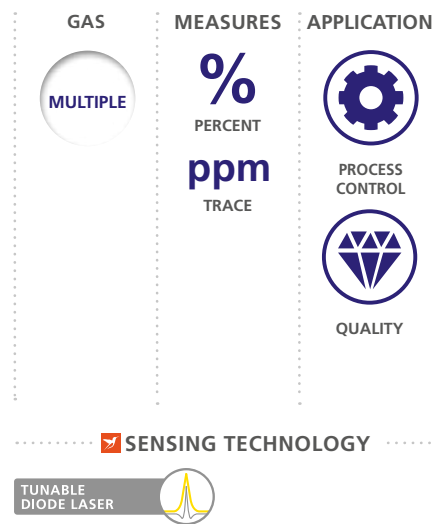 GAS
MULTIPLE
MEASURES
%
PERCENT
ppm
TRACE
APPLICATION
PROCESS
CONTROL
QUALITY
SENSING TECHNOLOGY
TUNABLE
DIODE LASER